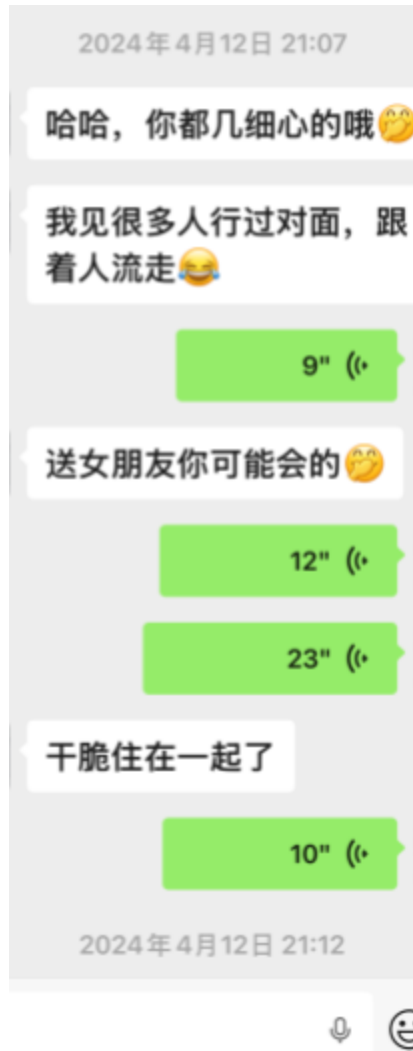 2024年4月12日 21:07
哈哈，你都几细心的哦🤭
我见很多人行过对面，跟
着人流走😂
9"
送女朋友你可能会的🤭
12"
23"
干脆住在一起了
10"
2024年4月12日 21:12